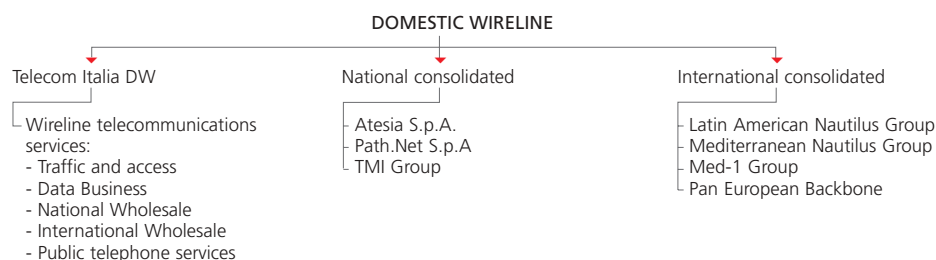 DOMESTIC WIRELINE
Telecom Italia DW
Wireline telecommunications
services:
- Traffic and access
- Data Business
- National Wholesale
- International Wholesale
- Public telephone services
National consolidated
Atesia S.p.A.
Path.Net S.p.A
TMI Group
International consolidated
Latin American Nautilus Group
Mediterranean Nautilus Group
Med-1 Group
Pan European Backbone